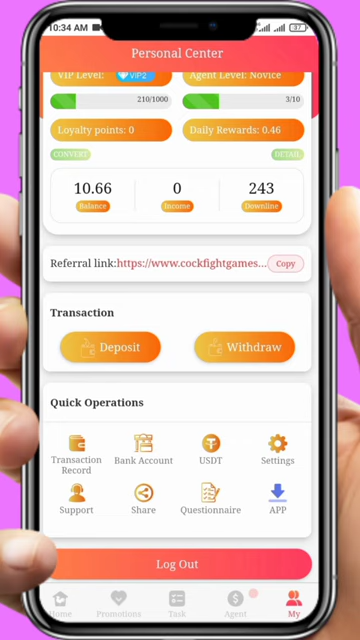 10:34 AM
37
Personal Center
VIP Level:
VIP2
Agent Level: Novice
210/1000
3/10
Loyalty points: 0
Daily Rewards: 0.46
CONVERT
DETAIL
10.66
0
243
Balance
Income
Downline
Referral link:https://www.cockfightgames...
Copy
Transaction
Deposit
Withdraw
Quick Operations
Transaction
Record
Bank Account
USDT
Settings
Support
Share
Questionnaire
APP
Log Out
Home
Promotions
Task
Agent
My